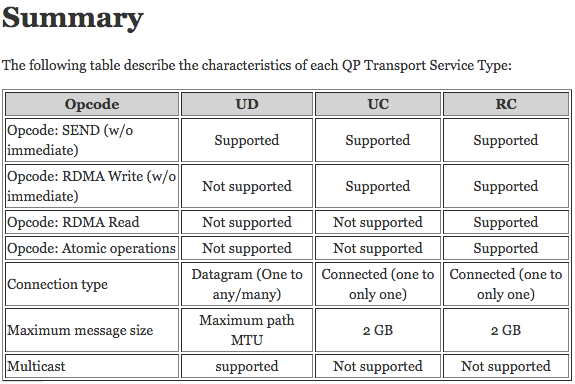 Summary
The following table describe the characteristics of each QP Transport Service Type:
Opcode UD UC RC
Opcode: SEND (w/o immediate) Supported Supported Supported
Opcode: RDMA Write (w/o immediate) Not supported Supported Supported
Opcode: RDMA Read Not supported Not supported Supported
Opcode: Atomic operations Not supported Not supported Supported
Connection type Datagram (One to any/many) Connected (one to only one) Connected (one to only one)
Maximum message size Maximum path MTU 2 GB 2 GB
Multicast supported Not supported Not supported